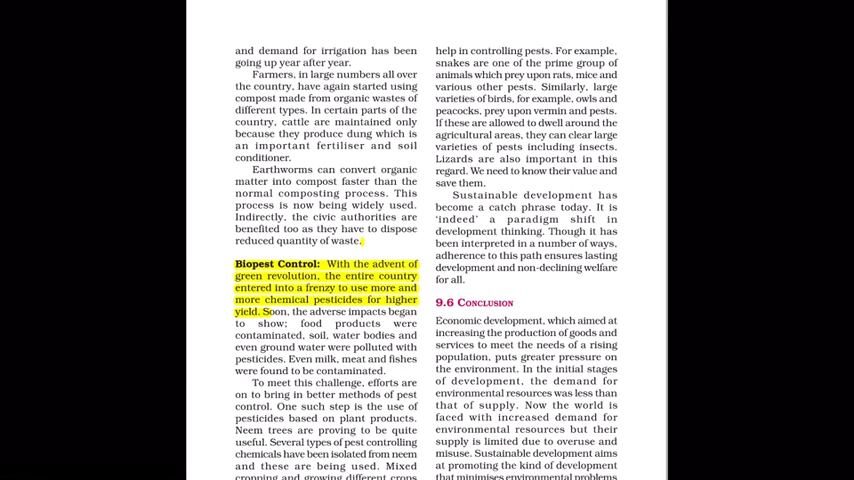 and demand for irrigation has been
going up year after year.
Farmers, in large numbers all over
the country, have again started using
compost made from organic wastes of
different types. In certain parts of the
country, cattle are maintained only
because they produce dung which is
an important fertiliser and soil
conditioner.
Earthworms can convert organic
matter into compost faster than the
normal composting process. This
process is now being widely used.
Indirectly, the civic authorities are
benefited too as they have to dispose
reduced quantity of waste.
Biopest Control: With the advent of
green revolution, the entire country
entered into a frenzy to use more and
more chemical pesticides for higher
yield. Soon, the adverse impacts began
to show; food products were
contaminated, soil, water bodies and
even ground water were polluted with
pesticides. Even milk, meat and fishes
were found to be contaminated.
To meet this challenge, efforts are
on to bring in better methods of pest
control. One such step is the use of
pesticides based on plant products.
Neem trees are proving to be quite
useful. Several types of pest controlling
chemicals have been isolated from neem
and these are being used. Mixed
cropping and growing different crops
help in controlling pests. For example,
snakes are one of the prime group of
animals which prey upon rats, mice and
various other pests. Similarly, large
varieties of birds, for example, owls and
peacocks, prey upon vermin and pests.
If these are allowed to dwell around the
agricultural areas, they can clear large
varieties of pests including insects.
Lizards are also important in this
regard. We need to know their value and
save them.
Sustainable development has
become a catch phrase today. It is
‘indeed’ a paradigm shift in
development thinking. Though it has
been interpreted in a number of ways,
adherence to this path ensures lasting
development and non-declining welfare
for all.
9.6 CONCLUSION
Economic development, which aimed at
increasing the production of goods and
services to meet the needs of a rising
population, puts greater pressure on
the environment. In the initial stages
of development, the demand for
environmental resources was less than
that of supply. Now the world is
faced with increased demand for
environmental resources but their
supply is limited due to overuse and
misuse. Sustainable development aims
at promoting the kind of development
that minimises environmental problems